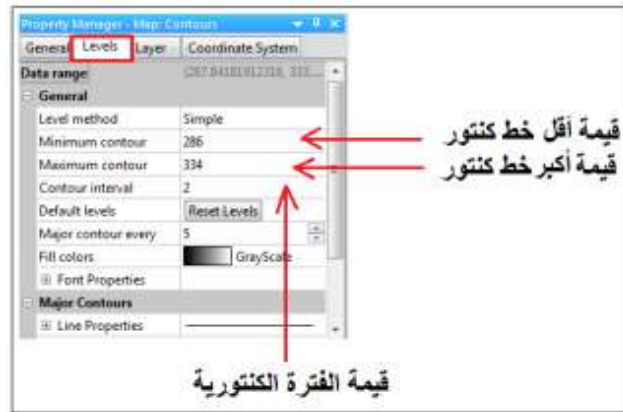 Property Manager - Map: Contours
General Levels Layer Coordinate System
Data range
General
Level method Simple
Minimum contour 286
قيمة أقل خط كنتور
Maximum contour 334
قيمة أكبر خط كنتور
Contour interval 2
Default levels Reset Levels
Major contour every 5
Fill colors GrayScale
Font Properties
Major Contours
Line Properties
قيمة الفترة الكنتورية